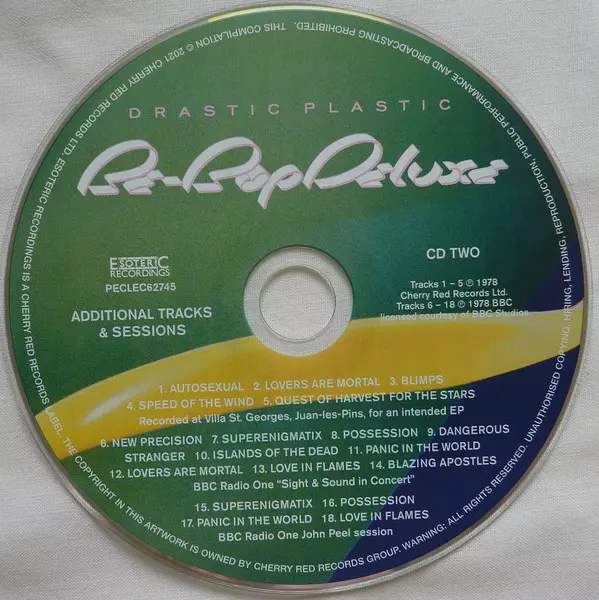 DRASTIC PLASTIC
Be-Bop Deluxe
ESOTERIC
RECORDINGS
PECLEC62745
ADDITIONAL TRACKS
& SESSIONS
CD TWO
Tracks 1 – 5 ℗ 1978
Cherry Red Records Ltd.
Tracks 6 – 18 ℗ 1978 BBC
licensed courtesy of BBC Studios
1. AUTOSEXUAL 2. LOVERS ARE MORTAL 3. BLIMPS
4. SPEED OF THE WIND 5. QUEST OF HARVEST FOR THE STARS
Recorded at Villa St. Georges, Juan-les-Pins, for an intended EP
6. NEW PRECISION 7. SUPERENIGMATIX 8. POSSESSION 9. DANGEROUS
STRANGER 10. ISLANDS OF THE DEAD 11. PANIC IN THE WORLD
12. LOVERS ARE MORTAL 13. LOVE IN FLAMES 14. BLAZING APOSTLES
BBC Radio One “Sight & Sound in Concert”
15. SUPERENIGMATIX 16. POSSESSION
17. PANIC IN THE WORLD 18. LOVE IN FLAMES
BBC Radio One John Peel session
THIS COMPILATION © 2021 CHERRY RED RECORDS LTD. ESOTERIC RECORDINGS IS A CHERRY RED RECORDS LABEL. THE COPYRIGHT IN THIS ARTWORK IS OWNED BY CHERRY RED RECORDS GROUP. WARNING: ALL RIGHTS RESERVED. UNAUTHORISED COPYING, HIRING, LENDING, REPRODUCTION, PUBLIC PERFORMANCE AND BROADCASTING PROHIBITED.